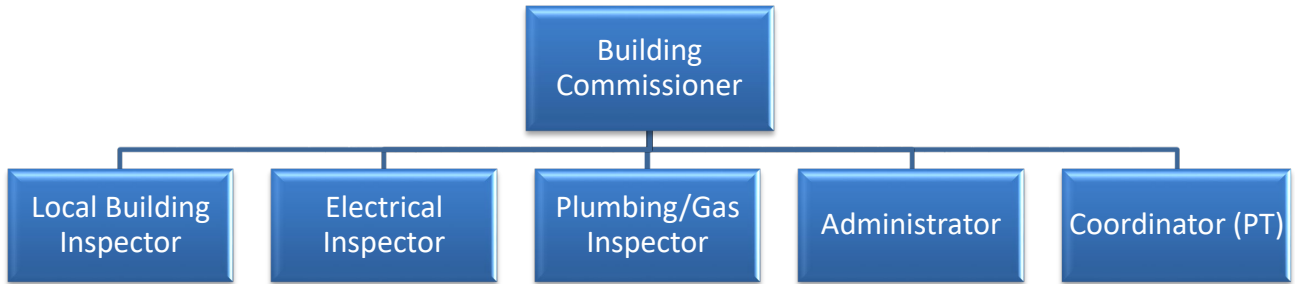 Building
Commissioner
Local Building
Inspector
Electrical
Inspector
Plumbing/Gas
Inspector
Administrator
Coordinator (PT)